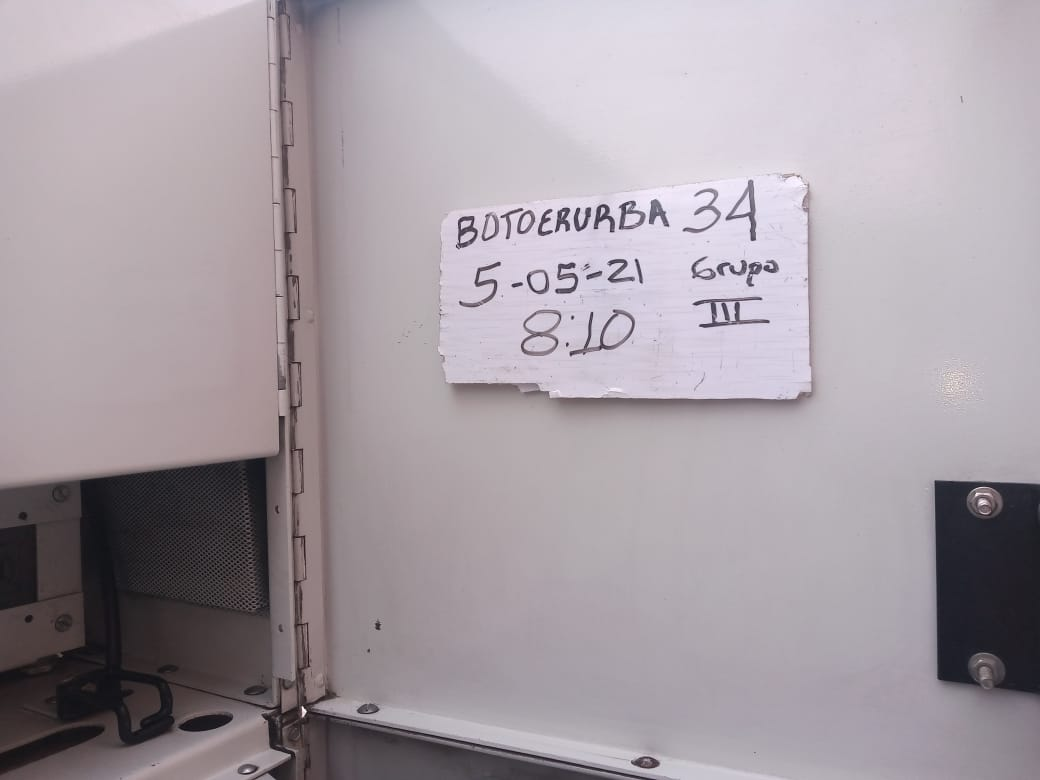 BOTOERURBA 34
5-05-21 Grupo
8:10 III